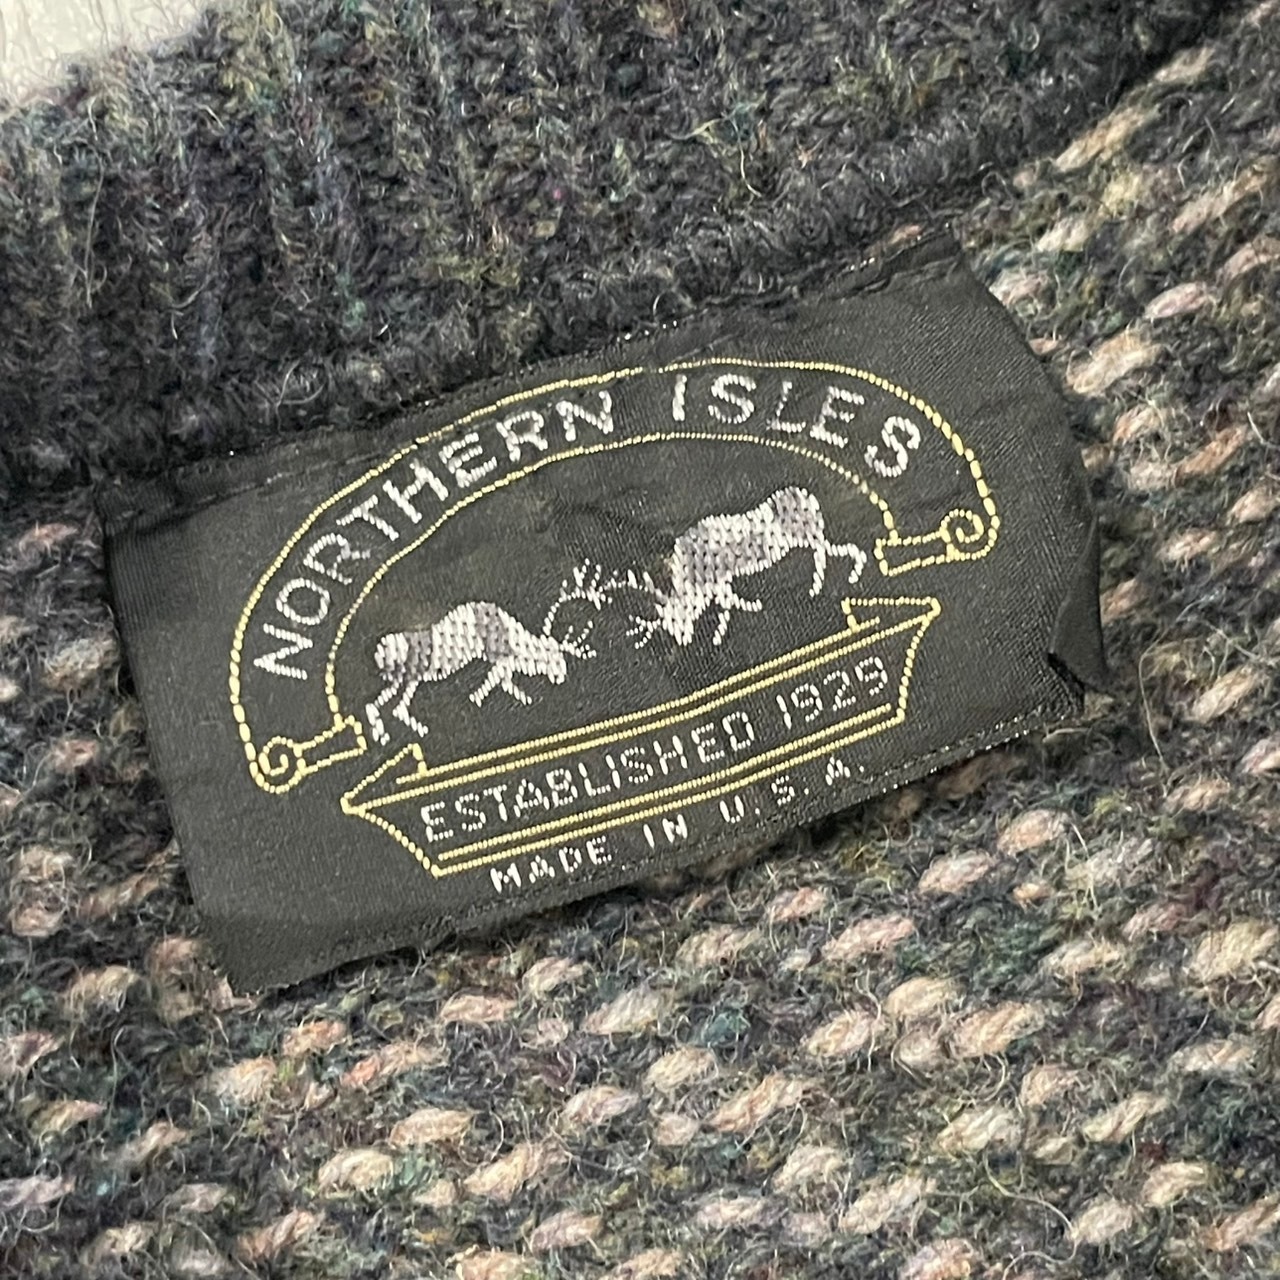 NORTHERN ISLES
ESTABLISHED 1929
MADE IN U.S.A.